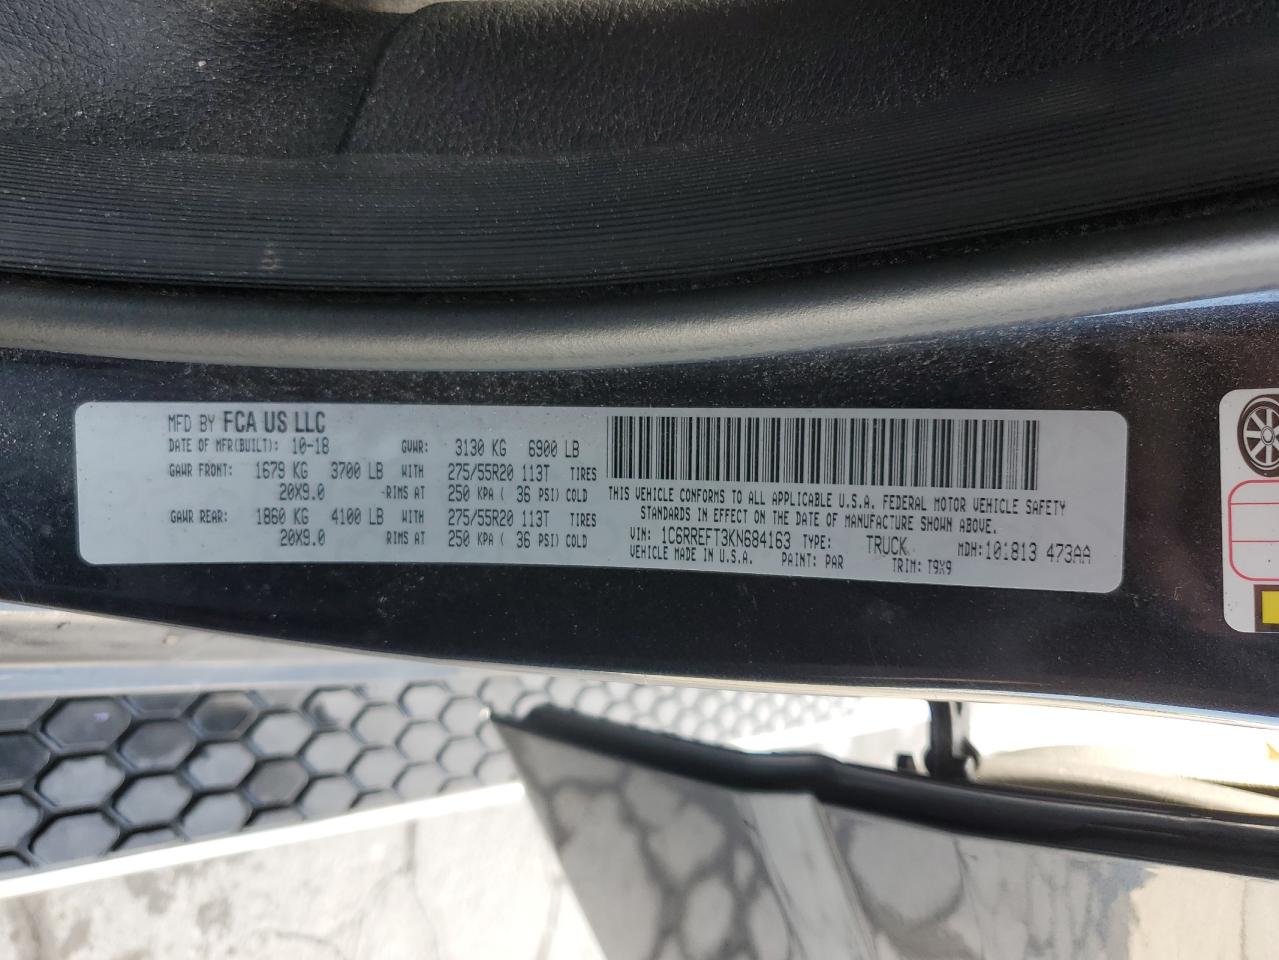 MFD BY FCA US LLC
DATE OF MFR(BUILT): 10-18 GVWR: 3130 KG 6900 LB
GAWR FRONT: 1679 KG 3700 LB WITH 275/55R20 113T TIRES
20X9.0 -RIMS AT 250 KPA ( 36 PSI) COLD
GAWR REAR: 1860 KG 4100 LB WITH 275/55R20 113T TIRES
20X9.0 RIMS AT 250 KPA ( 36 PSI) COLD
THIS VEHICLE CONFORMS TO ALL APPLICABLE U.S.A. FEDERAL MOTOR VEHICLE SAFETY
STANDARDS IN EFFECT ON THE DATE OF MANUFACTURE SHOWN ABOVE.
VIN: 1C6RREFT3KN684163 TYPE: TRUCK MDH:101813 473AA
VEHICLE MADE IN U.S.A. PAINT: PAR TRIM: T9X9